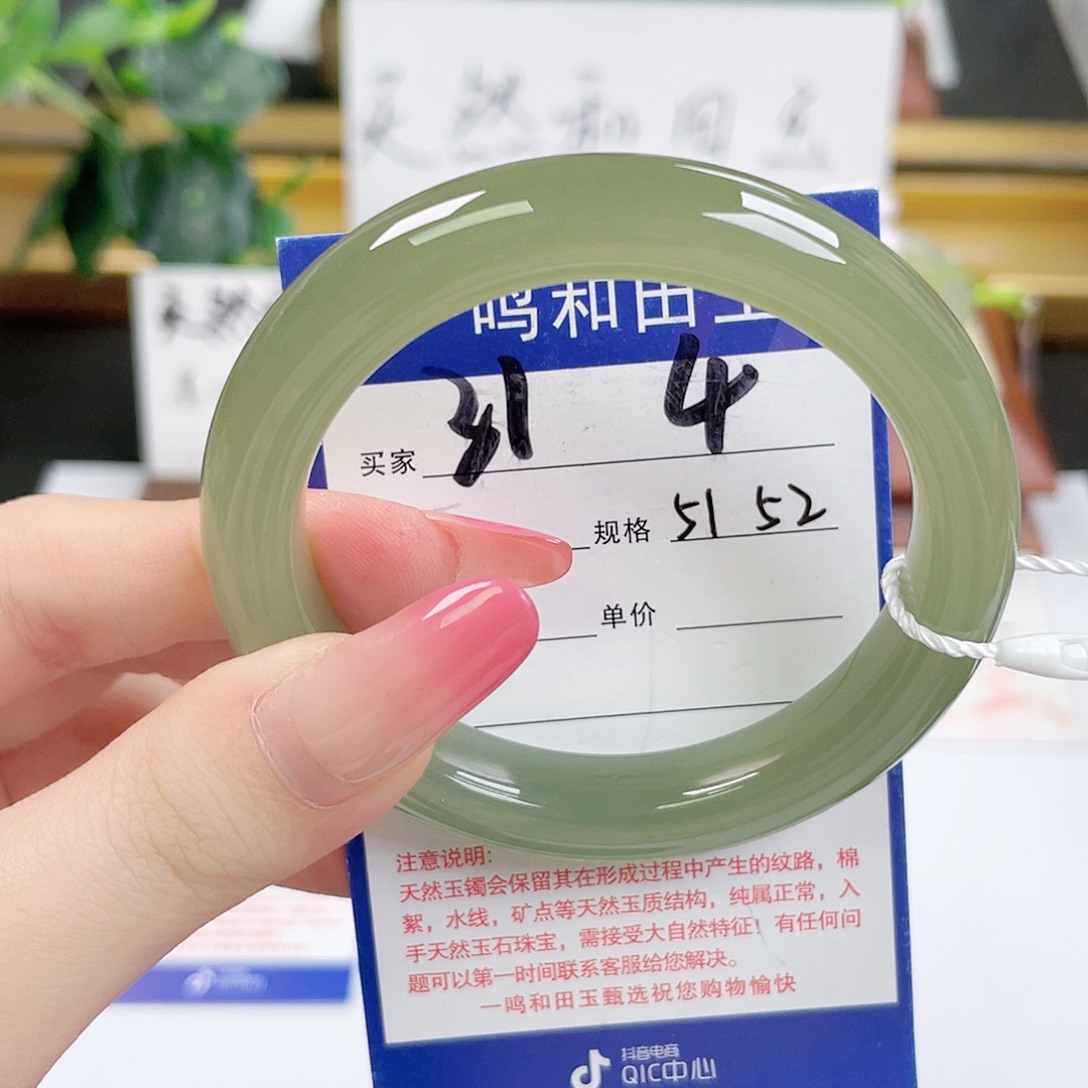 天然和田玉
天然
鸣和田玉
买家 31 4
规格 51 52
单价
注意说明:
天然玉镯会保留其在形成过程中产生的纹路，棉
絮，水线，矿点等天然玉质结构，纯属正常，入
手天然玉石珠宝，需接受大自然特征！有任何问
题可以第一时间联系客服给您解决。
一鸣和田玉甄选祝您购物愉快
抖音电商
QIC中心